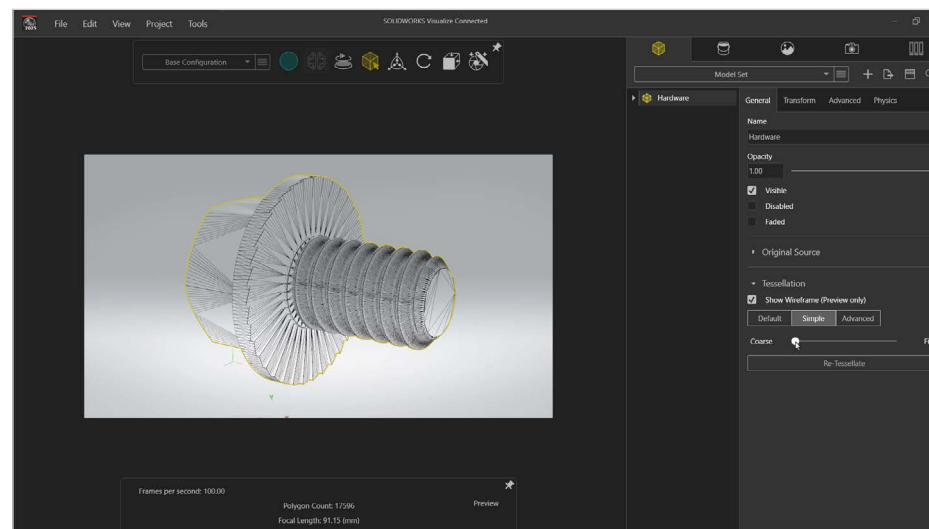 2025 File Edit View Project Tools SOLIDWORKS Visualize Connected
Base Configuration
Model Set
Hardware
General Transform Advanced Physics
Name
Hardware
Opacity
1.00
Visible
Disabled
Faded
Original Source
Tessellation
Show Wireframe (Preview only)
Default Simple Advanced
Coarse Fi
Re-Tessellate
Y
Frames per second: 100.00
Polygon Count: 17596
Preview
Focal Length: 91.15 (mm)